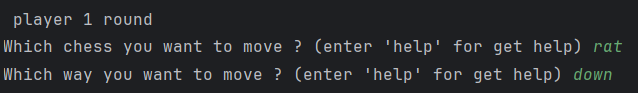 player 1 round
Which chess you want to move ? (enter 'help' for get help) rat
Which way you want to move ? (enter 'help' for get help) down